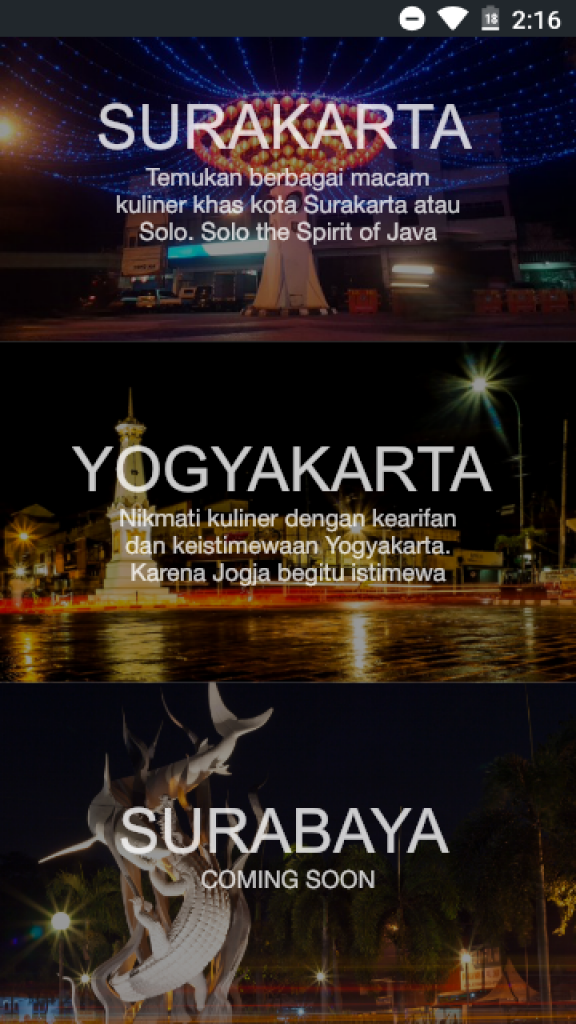 18 2:16
SURAKARTA
Temukan berbagai macam
kuliner khas kota Surakarta atau
Solo. Solo the Spirit of Java
YOGYAKARTA
Nikmati kuliner dengan kearifan
dan keistimewaan Yogyakarta.
Karena Jogja begitu istimewa
SURABAYA
COMING SOON